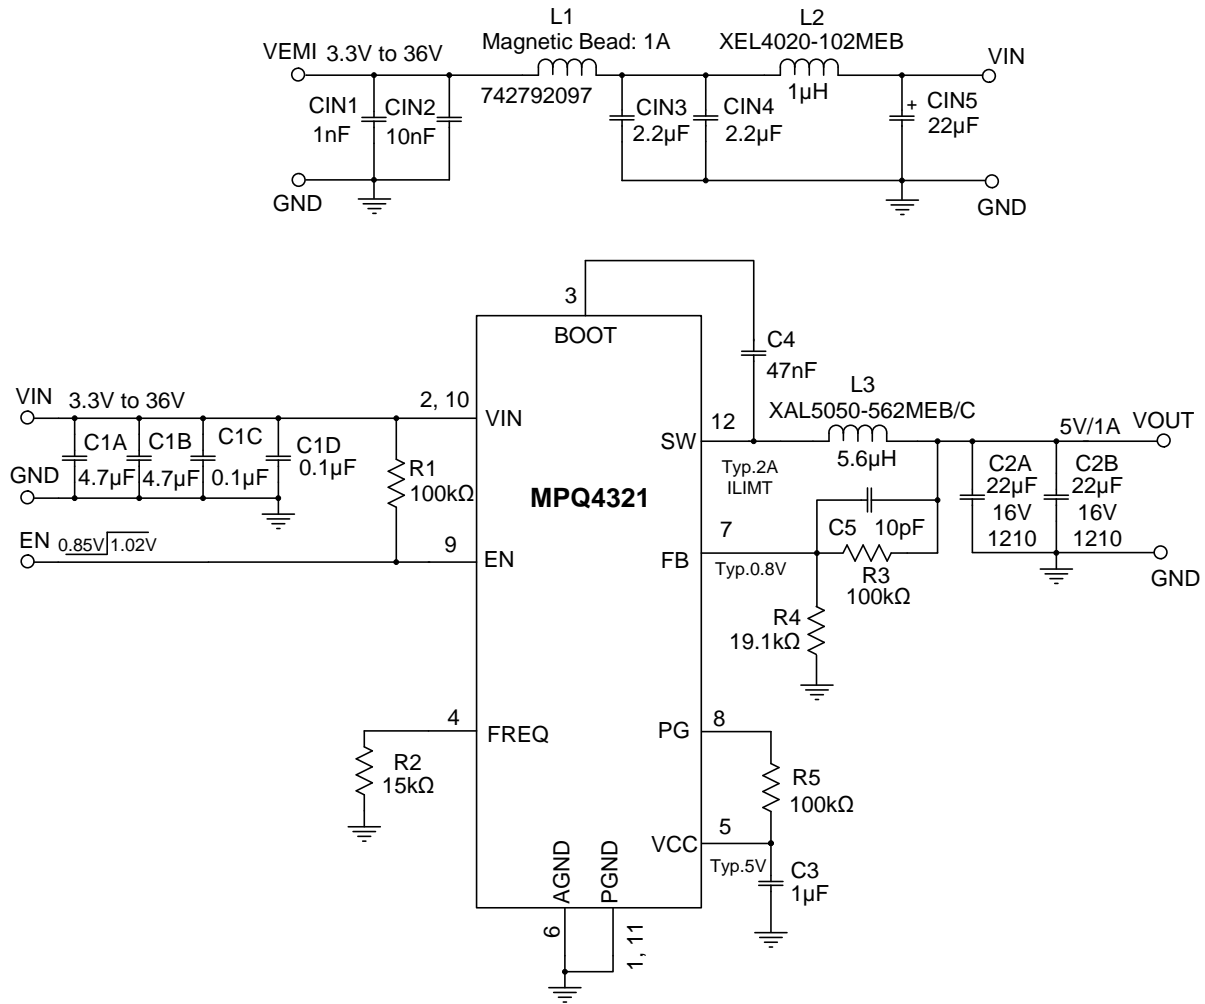 L1
Magnetic Bead: 1A
742792097
L2
XEL4020-102MEB
1µH
VEMI 3.3V to 36V
VIN
CIN1
1nF
CIN2
10nF
CIN3
2.2µF
CIN4
2.2µF
+ CIN5
22µF
GND
GND
3
BOOT
C4
47nF
VIN 3.3V to 36V
2, 10
VIN
C1A
4.7µF
C1B
4.7µF
C1C
0.1µF
C1D
0.1µF
GND
R1
100kΩ
EN 0.85V 1.02V
9
EN
MPQ4321
12
SW
Typ.2A
ILIMT
L3
XAL5050-562MEB/C
5.6µH
5V/1A
VOUT
C2A
22µF
16V
1210
C2B
22µF
16V
1210
GND
7
FB
Typ.0.8V
C5
10pF
R3
100kΩ
R4
19.1kΩ
4
FREQ
R2
15kΩ
8
PG
R5
100kΩ
5
VCC
Typ.5V
C3
1µF
AGND
PGND
6
1, 11